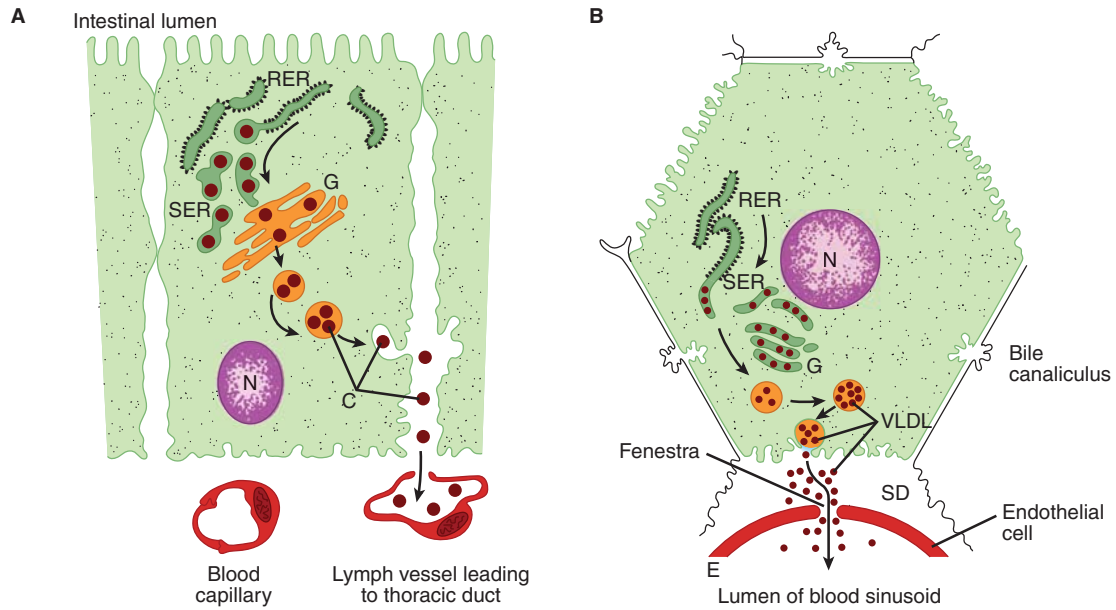 A
Intestinal lumen
RER
G
SER
N
C
Blood
capillary
Lymph vessel leading
to thoracic duct
B
RER
N
SER
G
Bile
canaliculus
VLDL
Fenestra
SD
Endothelial
cell
E
Lumen of blood sinusoid